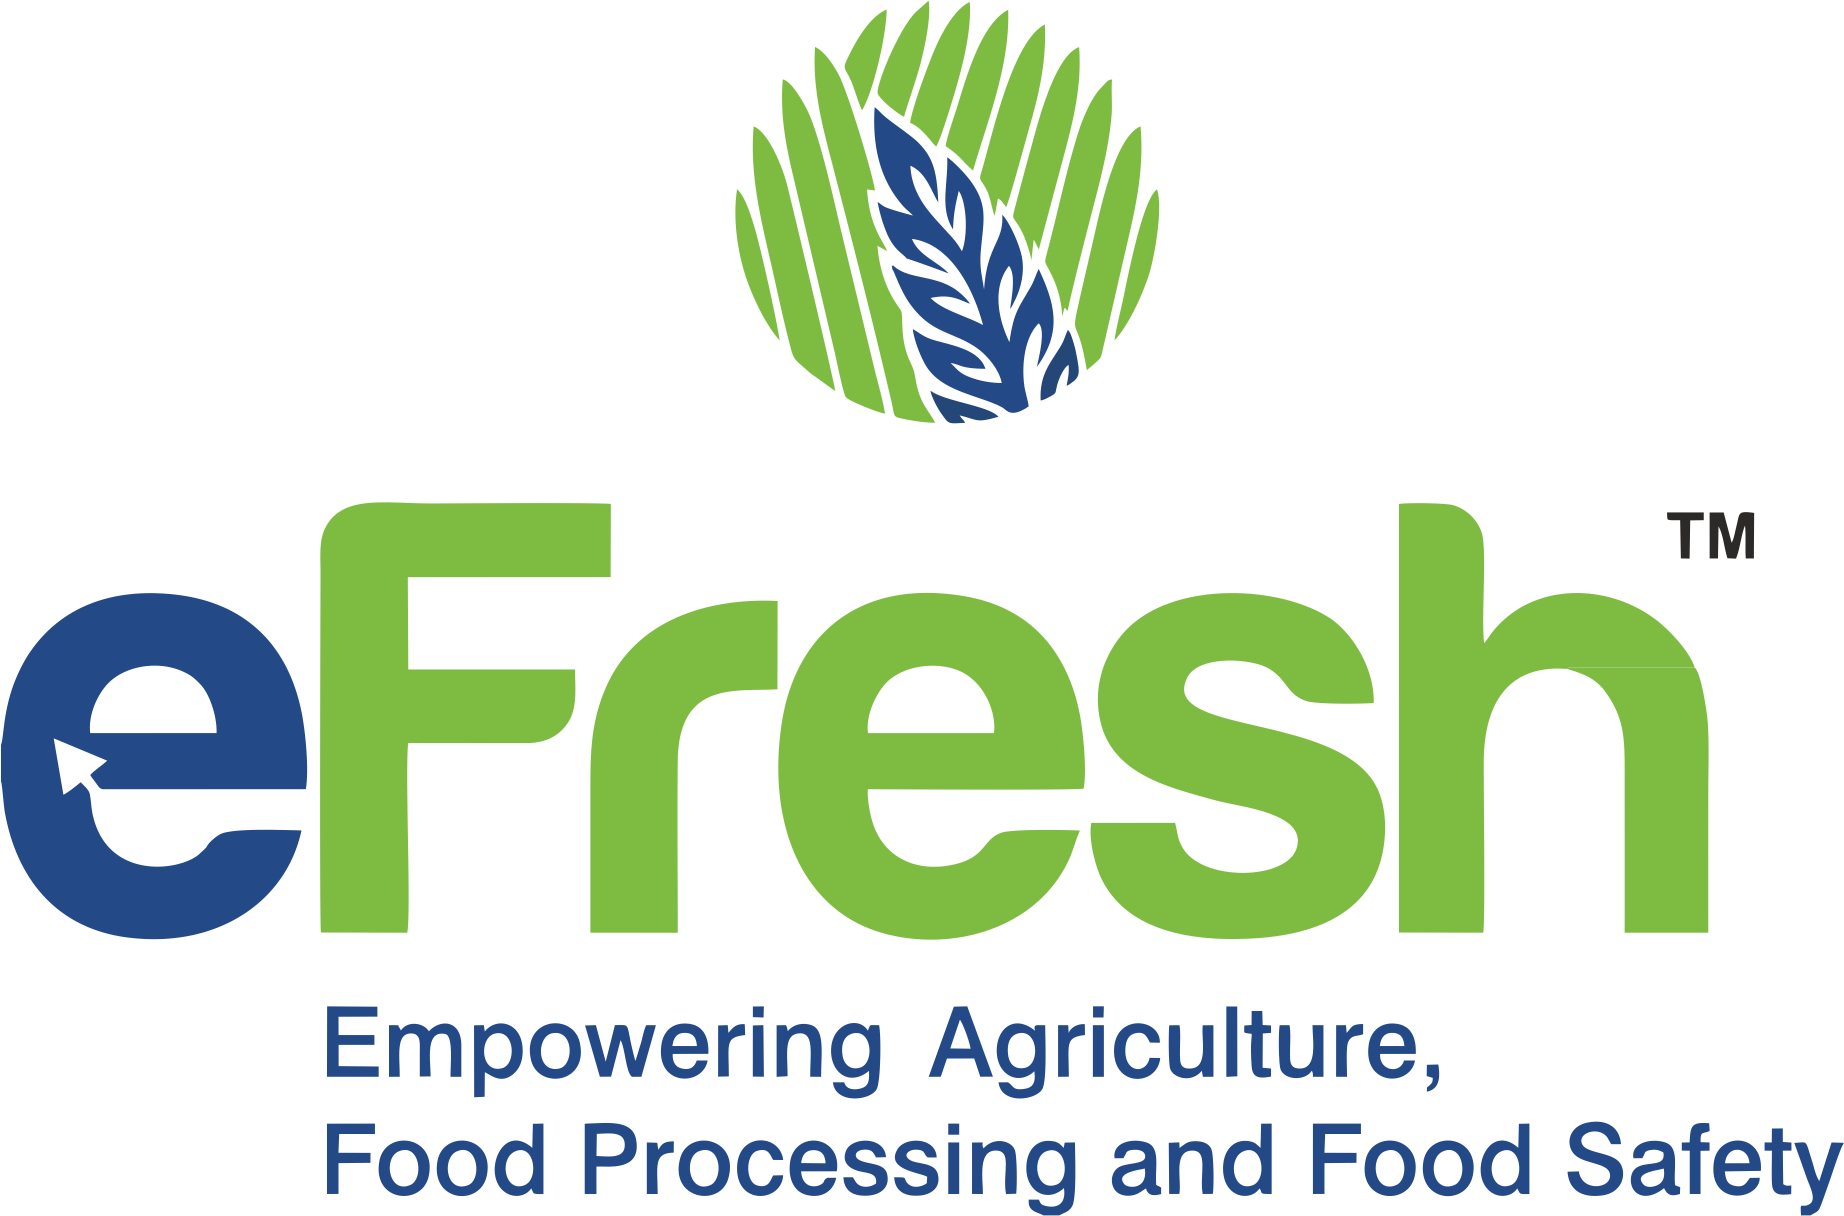 eFresh™
Empowering Agriculture,
Food Processing and Food Safety